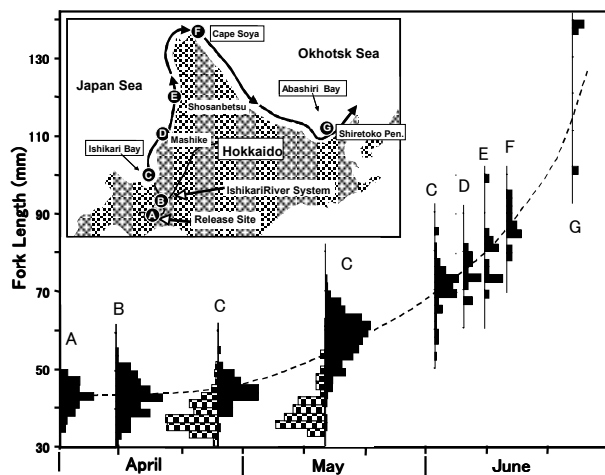 140
130
110
90
70
50
30
Fork Length (mm)
Cape Soya
Okhotsk Sea
Japan Sea
Abashiri Bay
Shosanbetsu
Mashike
Shiretoko Pen.
Ishikari Bay
Hokkaido
IshikariRiver System
Release Site
F
E
D
C
B
A
G
A
B
C
C
C
D
E
F
G
April
May
June